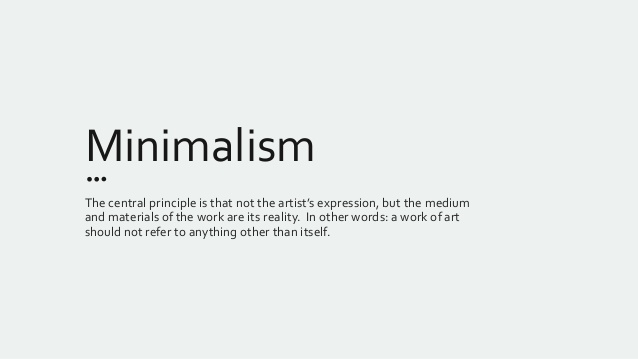 Minimalism
...
The central principle is that not the artist’s expression, but the medium
and materials of the work are its reality.  In other words: a work of art
should not refer to anything other than itself.